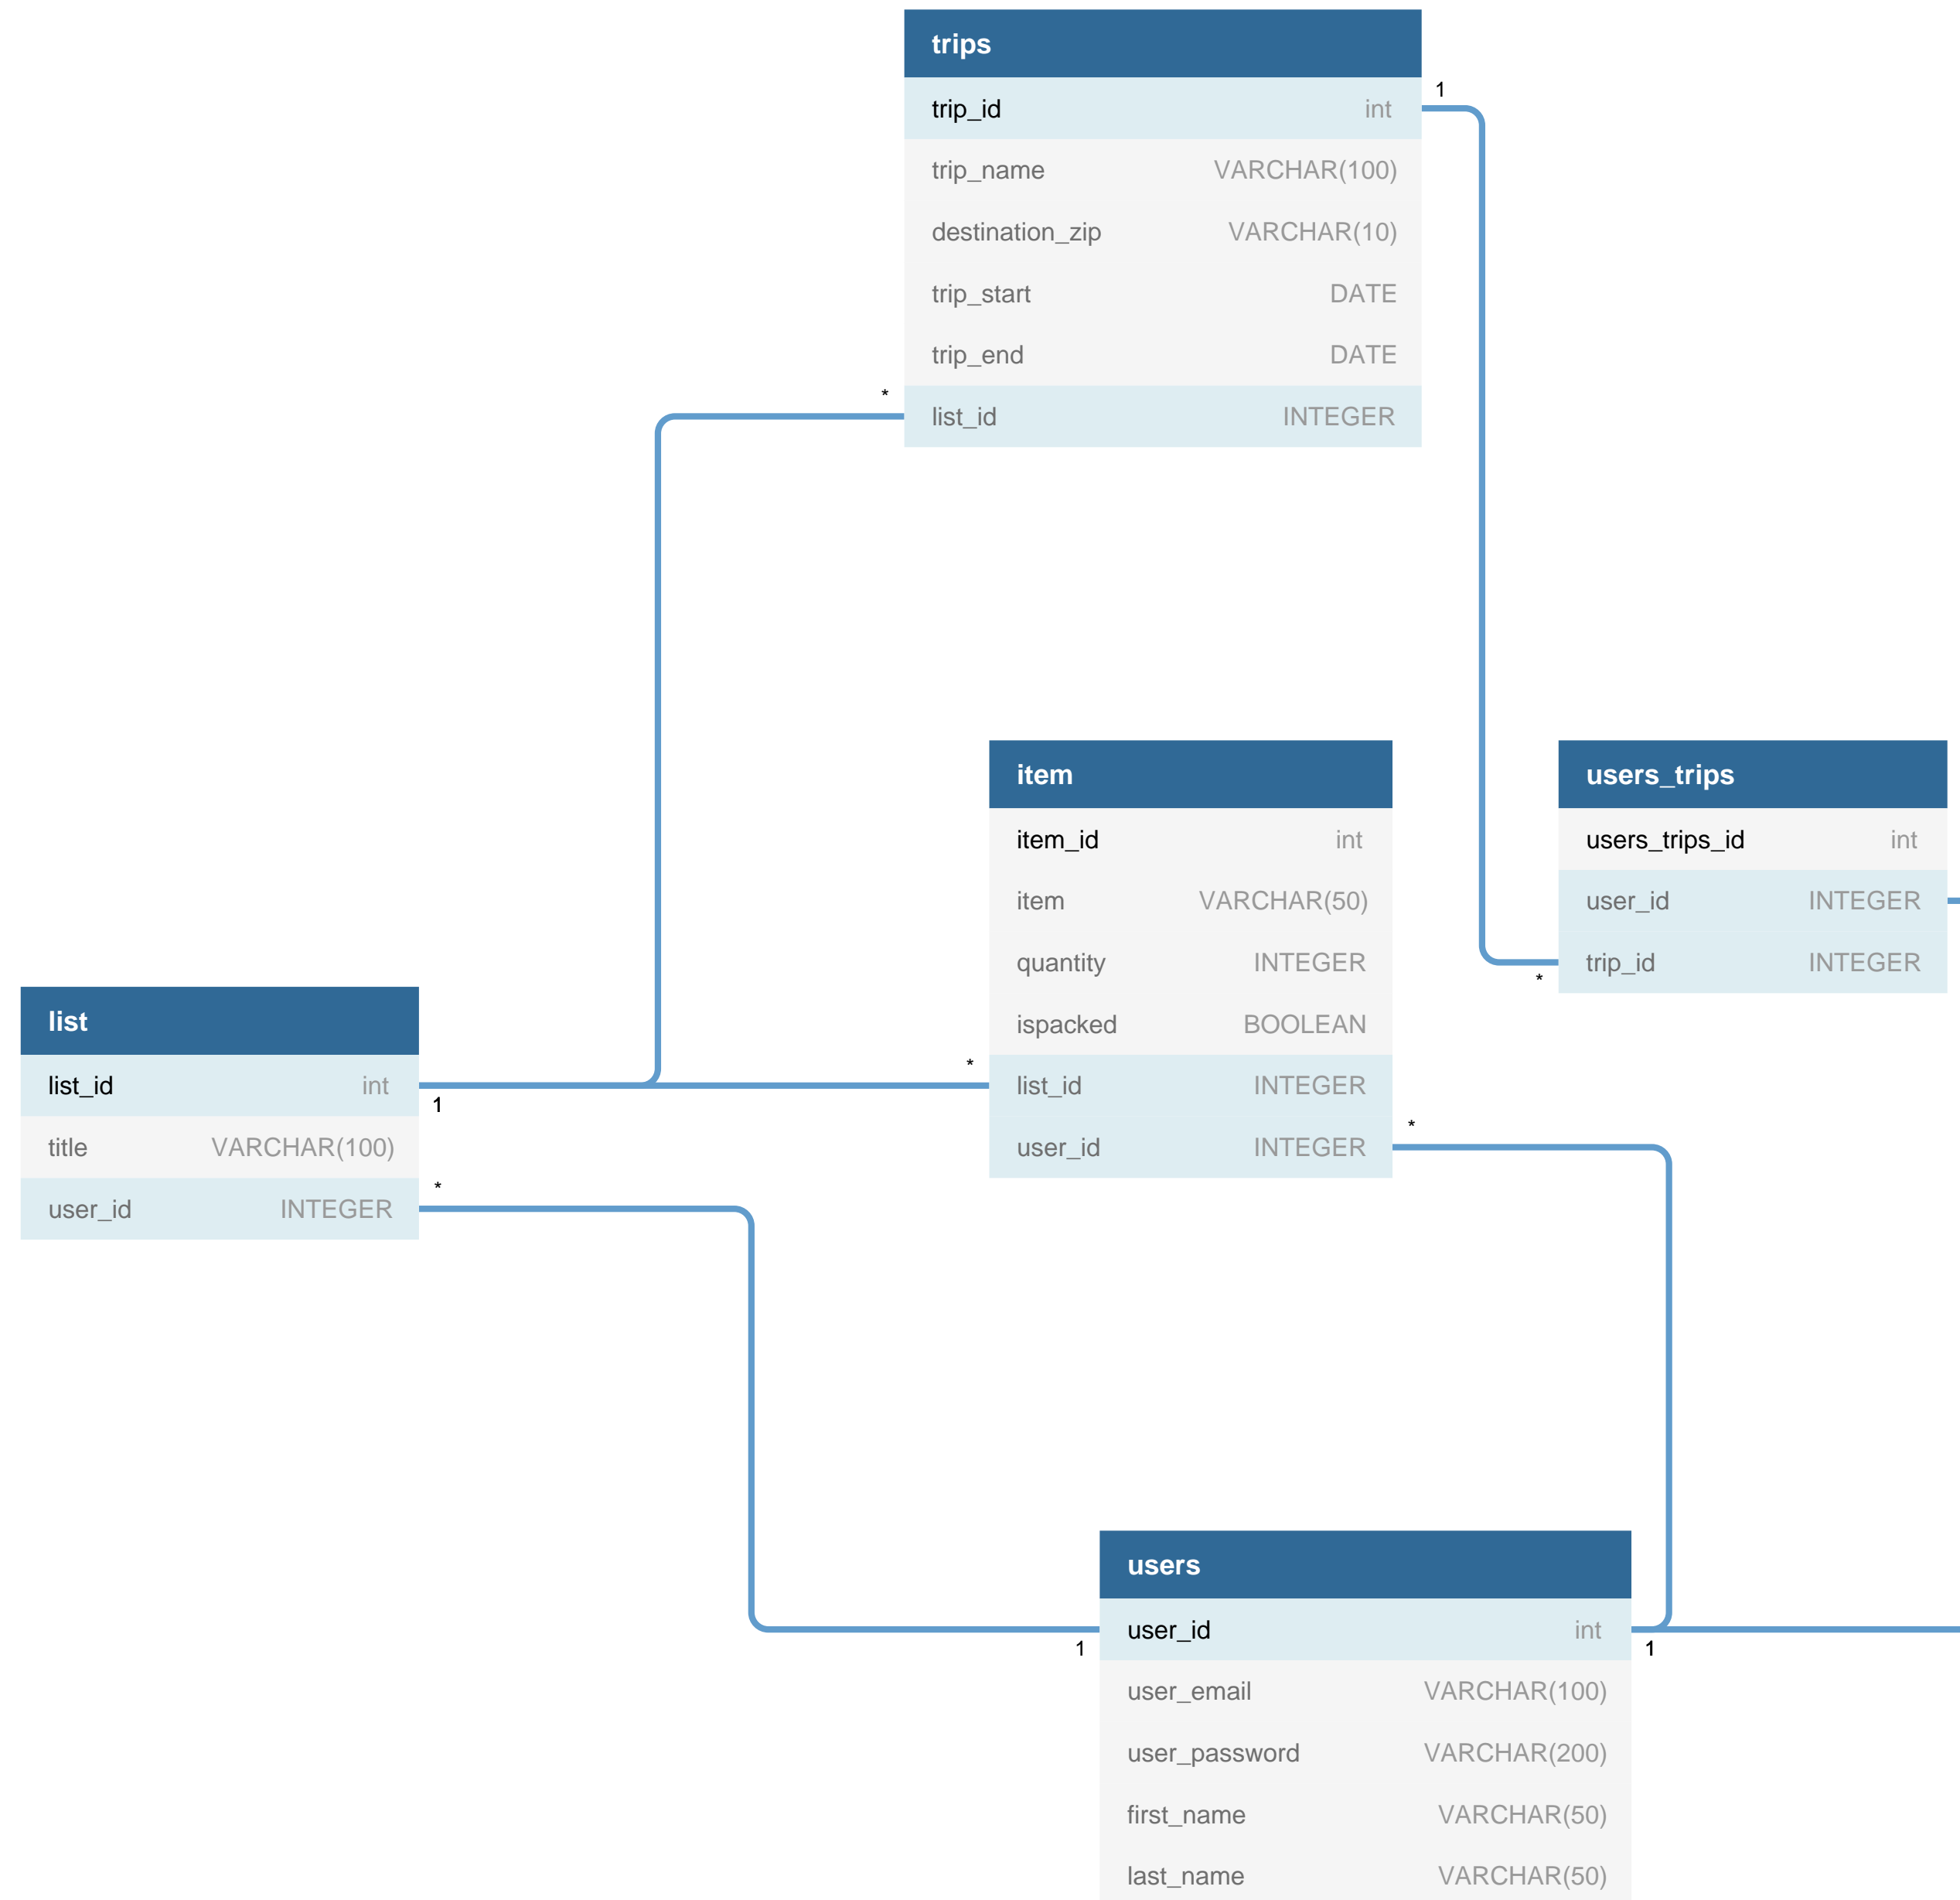 trips
trip_id int
trip_name VARCHAR(100)
destination_zip VARCHAR(10)
trip_start DATE
trip_end DATE
list_id INTEGER
1
*
item
item_id int
item VARCHAR(50)
quantity INTEGER
ispacked BOOLEAN
list_id INTEGER
user_id INTEGER
*
*
users_trips
users_trips_id int
user_id INTEGER
trip_id INTEGER
*
list
list_id int
title VARCHAR(100)
user_id INTEGER
1
*
users
user_id int
user_email VARCHAR(100)
user_password VARCHAR(200)
first_name VARCHAR(50)
last_name VARCHAR(50)
1
1